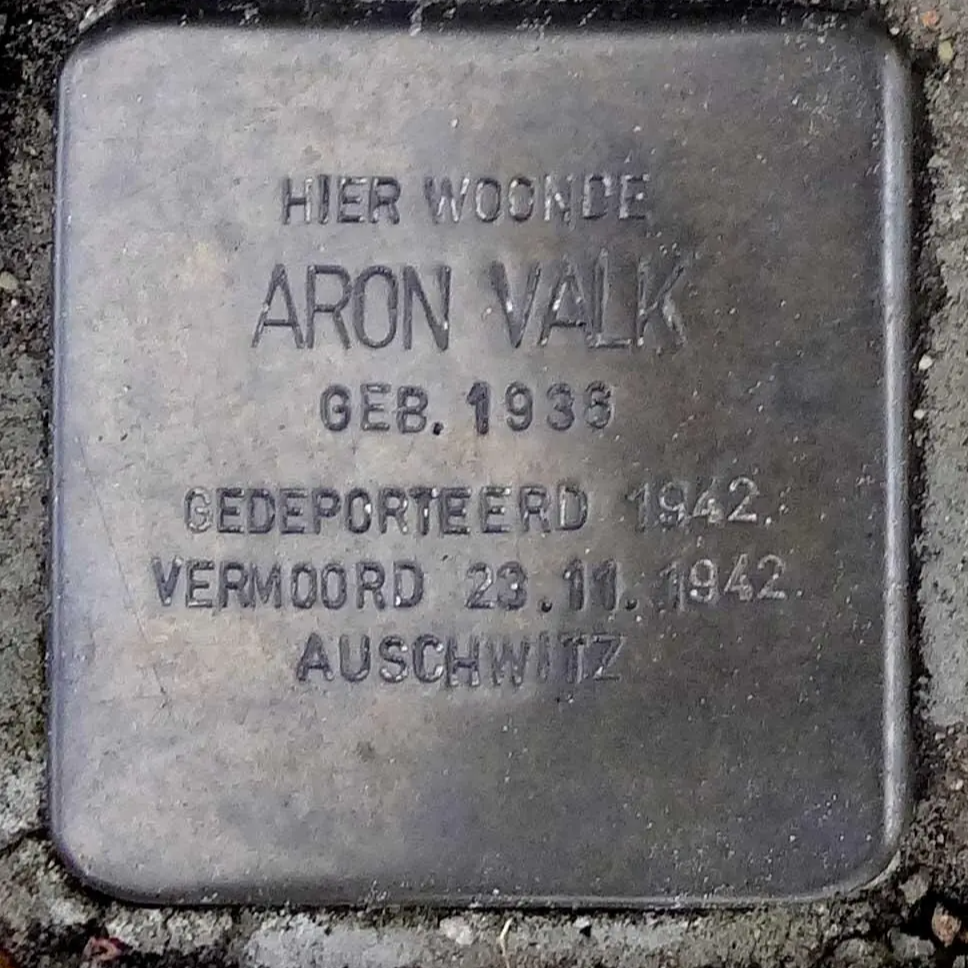 HIER WOONDE
ARON VALK
GEB. 1936
GEDEPORTEERD 1942.
VERMOORD 23.11.1942.
AUSCHWITZ